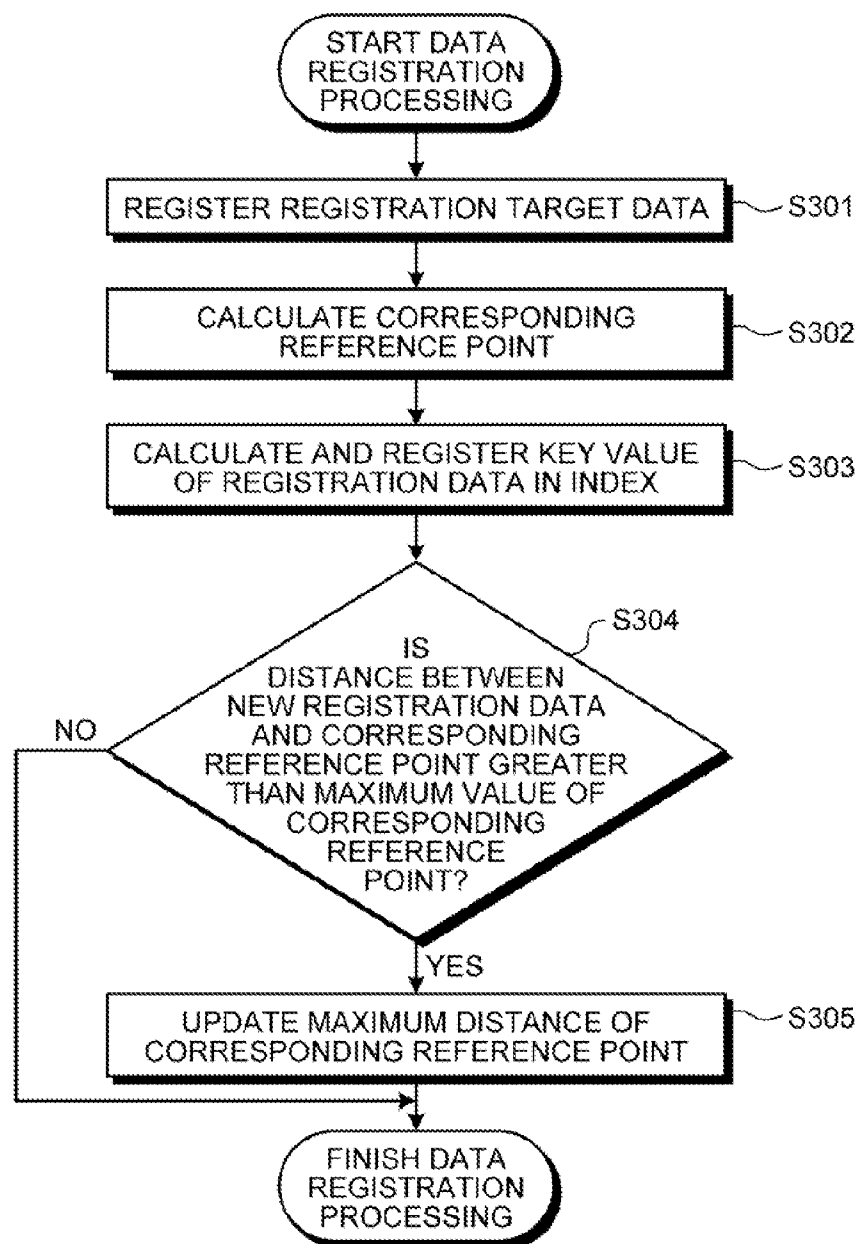 START DATA
REGISTRATION
PROCESSING
REGISTER REGISTRATION TARGET DATA
S301
CALCULATE CORRESPONDING
REFERENCE POINT
S302
CALCULATE AND REGISTER KEY VALUE
OF REGISTRATION DATA IN INDEX
S303
S304
IS
DISTANCE BETWEEN
NEW REGISTRATION DATA
AND CORRESPONDING
REFERENCE POINT GREATER
THAN MAXIMUM VALUE OF
CORRESPONDING
REFERENCE
POINT?
NO
YES
UPDATE MAXIMUM DISTANCE OF
CORRESPONDING REFERENCE POINT
S305
FINISH DATA
REGISTRATION
PROCESSING